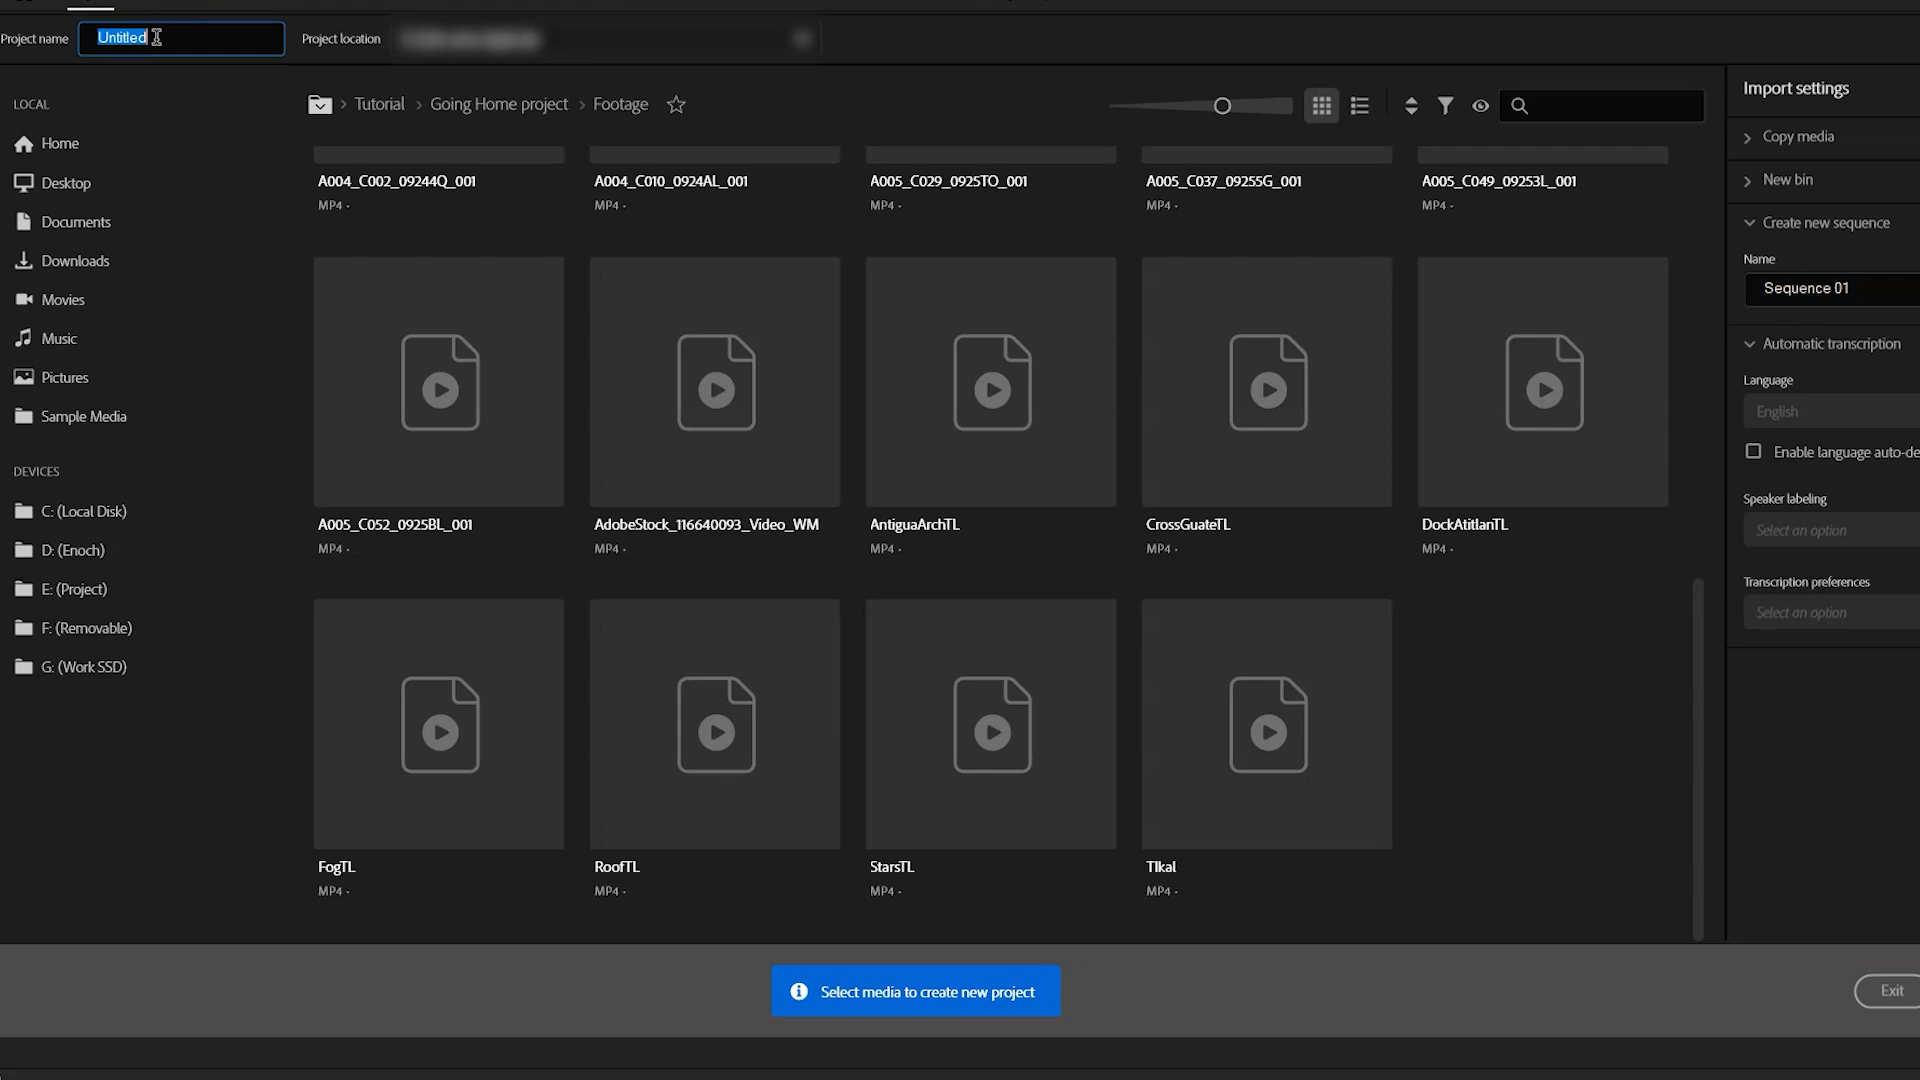 Project name
Untitled
Project location
LOCAL
Home
Desktop
Documents
Downloads
Movies
Music
Pictures
Sample Media
DEVICES
C: (Local Disk)
D: (Enoch)
E: (Project)
F: (Removable)
G: (Work SSD)
Tutorial > Going Home project > Footage
A004_C002_09244Q_001
MP4 -
A004_C010_0924AL_001
MP4 -
A005_C029_0925TO_001
MP4 -
A005_C037_09255G_001
MP4 -
A005_C049_09253L_001
MP4 -
A005_C052_0925BL_001
MP4 -
AdobeStock_116640093_Video_WM
MP4 -
AntiguaArchTL
MP4 -
CrossGuateTL
MP4 -
DockAtitlanTL
MP4 -
FogTL
MP4 -
RoofTL
MP4 -
StarsTL
MP4 -
TIkal
MP4 -
Import settings
Copy media
New bin
Create new sequence
Name
Sequence 01
Automatic transcription
Language
English
Enable language auto-de
Speaker labeling
Select an option
Transcription preferences
Select an option
Select media to create new project
Exit